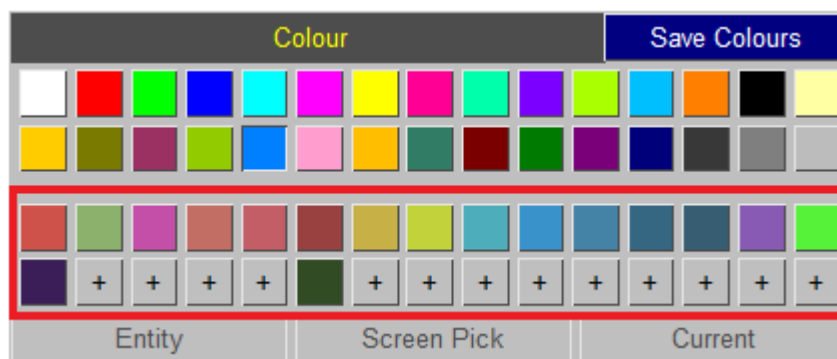 Colour Save Colours
+ + + + + + + + + + + + +
Entity Screen Pick Current